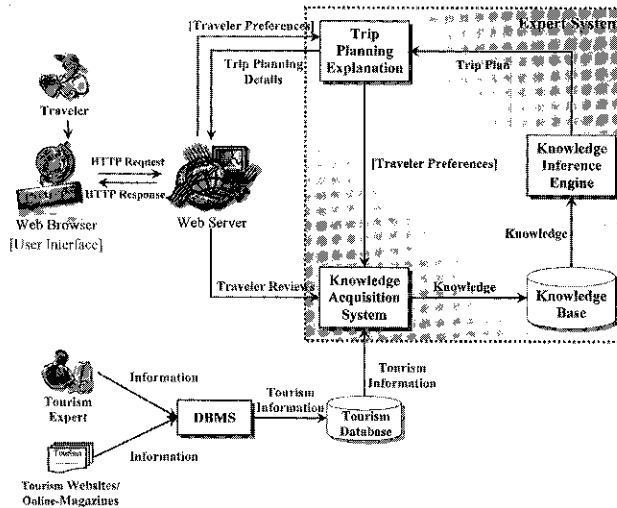 [Traveler Preferences]
Expert System
Trip
Planning
Explanation
Trip Planning
Details
Trip Plan
Traveler
HTTP Request
HTTP Response
Knowledge
Inference
Engine
[Traveler Preferences]
Web Browser
[User Interface]
Web Server
Knowledge
Traveler Reviews
Knowledge
Acquisition
System
Knowledge
Knowledge
Base
Tourism
Information
Information
Tourism
Expert
DBMS
Tourism
Information
Tourism
Database
Tourism
Information
Tourism Websites/
Online-Magazines